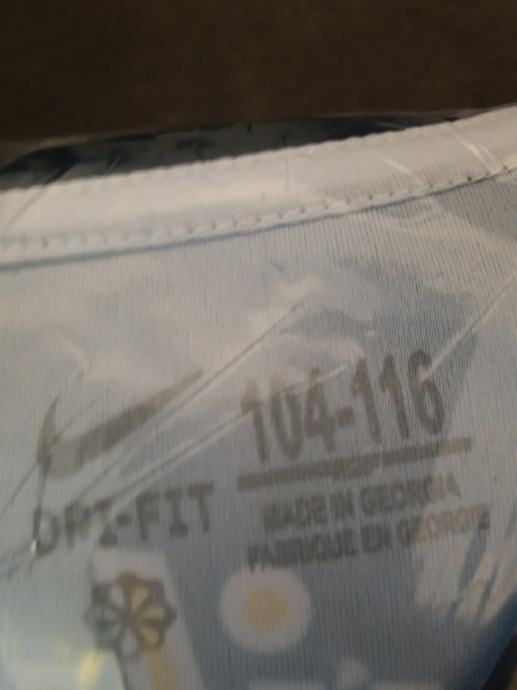 104-116
DRI-FIT
MADE IN GEORGIA
FABRIQUE EN GEORGIE